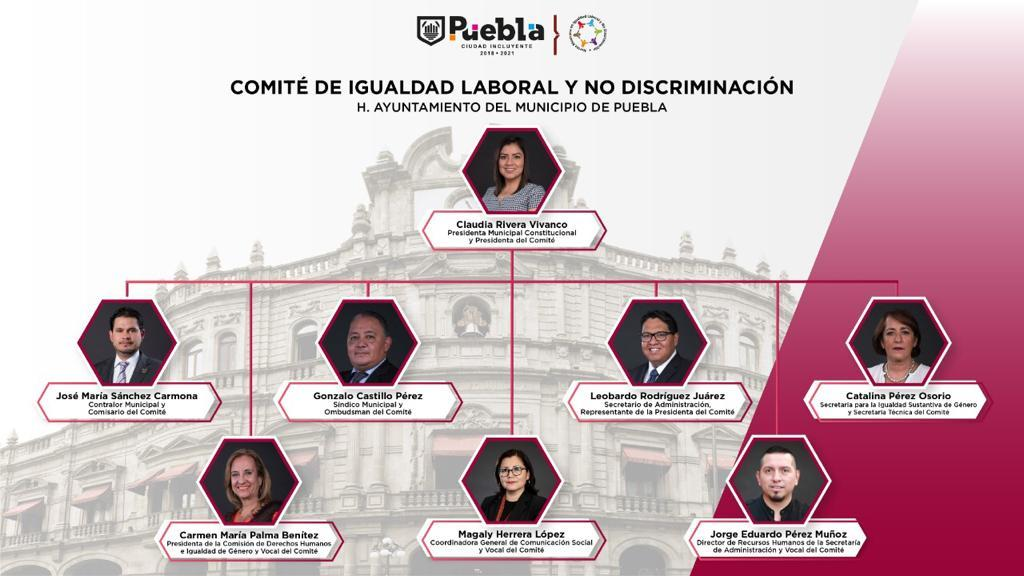 Puebla
CIUDAD INCLUYENTE
2018 • 2021
COMITÉ DE IGUALDAD LABORAL Y NO DISCRIMINACIÓN
H. AYUNTAMIENTO DEL MUNICIPIO DE PUEBLA
Claudia Rivera Vivanco
Presidenta Municipal Constitucional
y Presidenta del Comité
José María Sánchez Carmona
Contralor Municipal y
Comisario del Comité
Gonzalo Castillo Pérez
Síndico Municipal y
Ombudsman del Comité
Leobardo Rodríguez Juárez
Secretario de Administración,
Representante de la Presidenta del Comité
Catalina Pérez Osorio
Secretaria para la Igualdad Sustantiva de Género
y Secretaria Técnica del Comité
Carmen María Palma Benítez
Presidenta de la Comisión de Derechos Humanos
e Igualdad de Género y Vocal del Comité
Magaly Herrera López
Coordinadora General de Comunicación Social
y Vocal del Comité
Jorge Eduardo Pérez Muñoz
Director de Recursos Humanos de la Secretaría
de Administración y Vocal del Comité